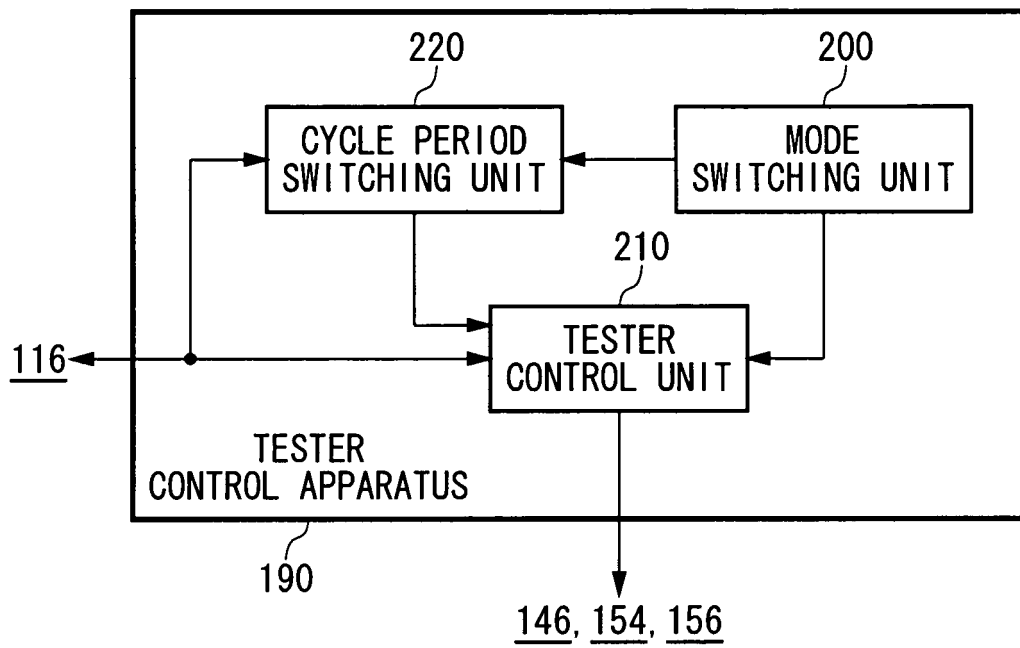 220
200
CYCLE PERIOD
SWITCHING UNIT
MODE
SWITCHING UNIT
210
116
TESTER
CONTROL UNIT
TESTER
CONTROL APPARATUS
190
146, 154, 156